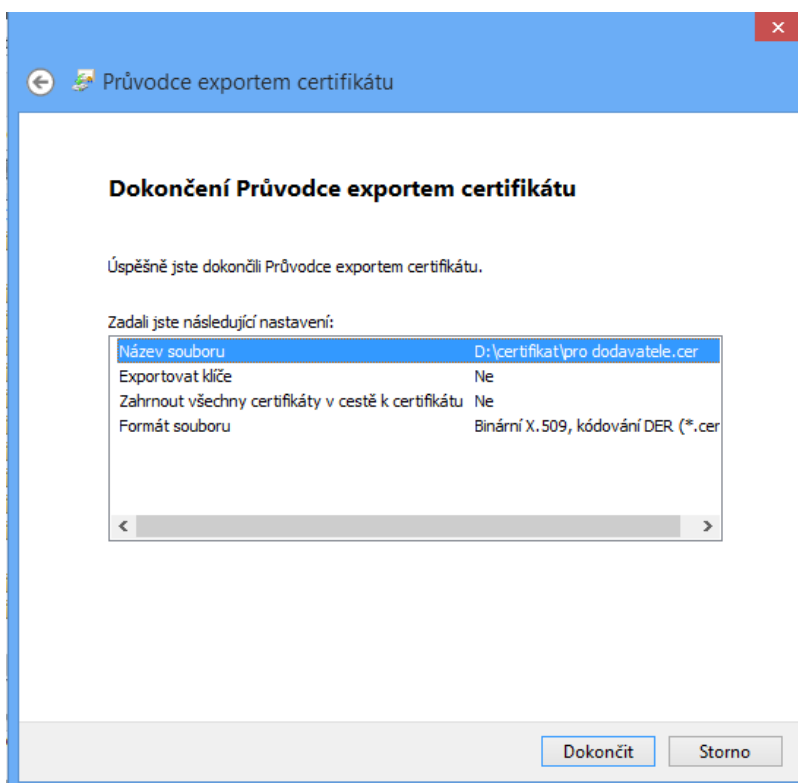 Průvodce exportem certifikátu
Dokončení Průvodce exportem certifikátu
Úspěšně jste dokončili Průvodce exportem certifikátu.
Zadali jste následující nastavení:
Název souboru D:\certifikat\pro dodavatele.cer
Exportovat klíče Ne
Zahrnout všechny certifikáty v cestě k certifikátu Ne
Formát souboru Binární X.509, kódování DER (*.cer
Dokončit Storno